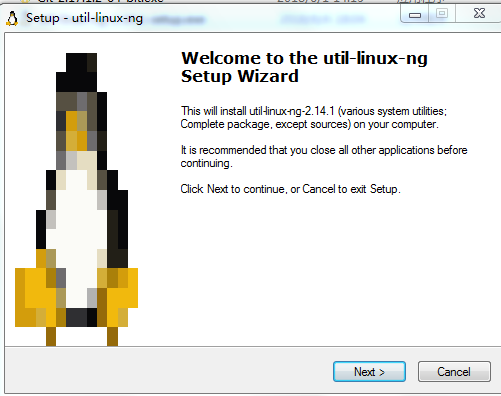 Setup - util-linux-ng
Welcome to the util-linux-ng
Setup Wizard
This will install util-linux-ng-2.14.1 (various system utilities;
Complete package, except sources) on your computer.
It is recommended that you close all other applications before
continuing.
Click Next to continue, or Cancel to exit Setup.
Next >
Cancel